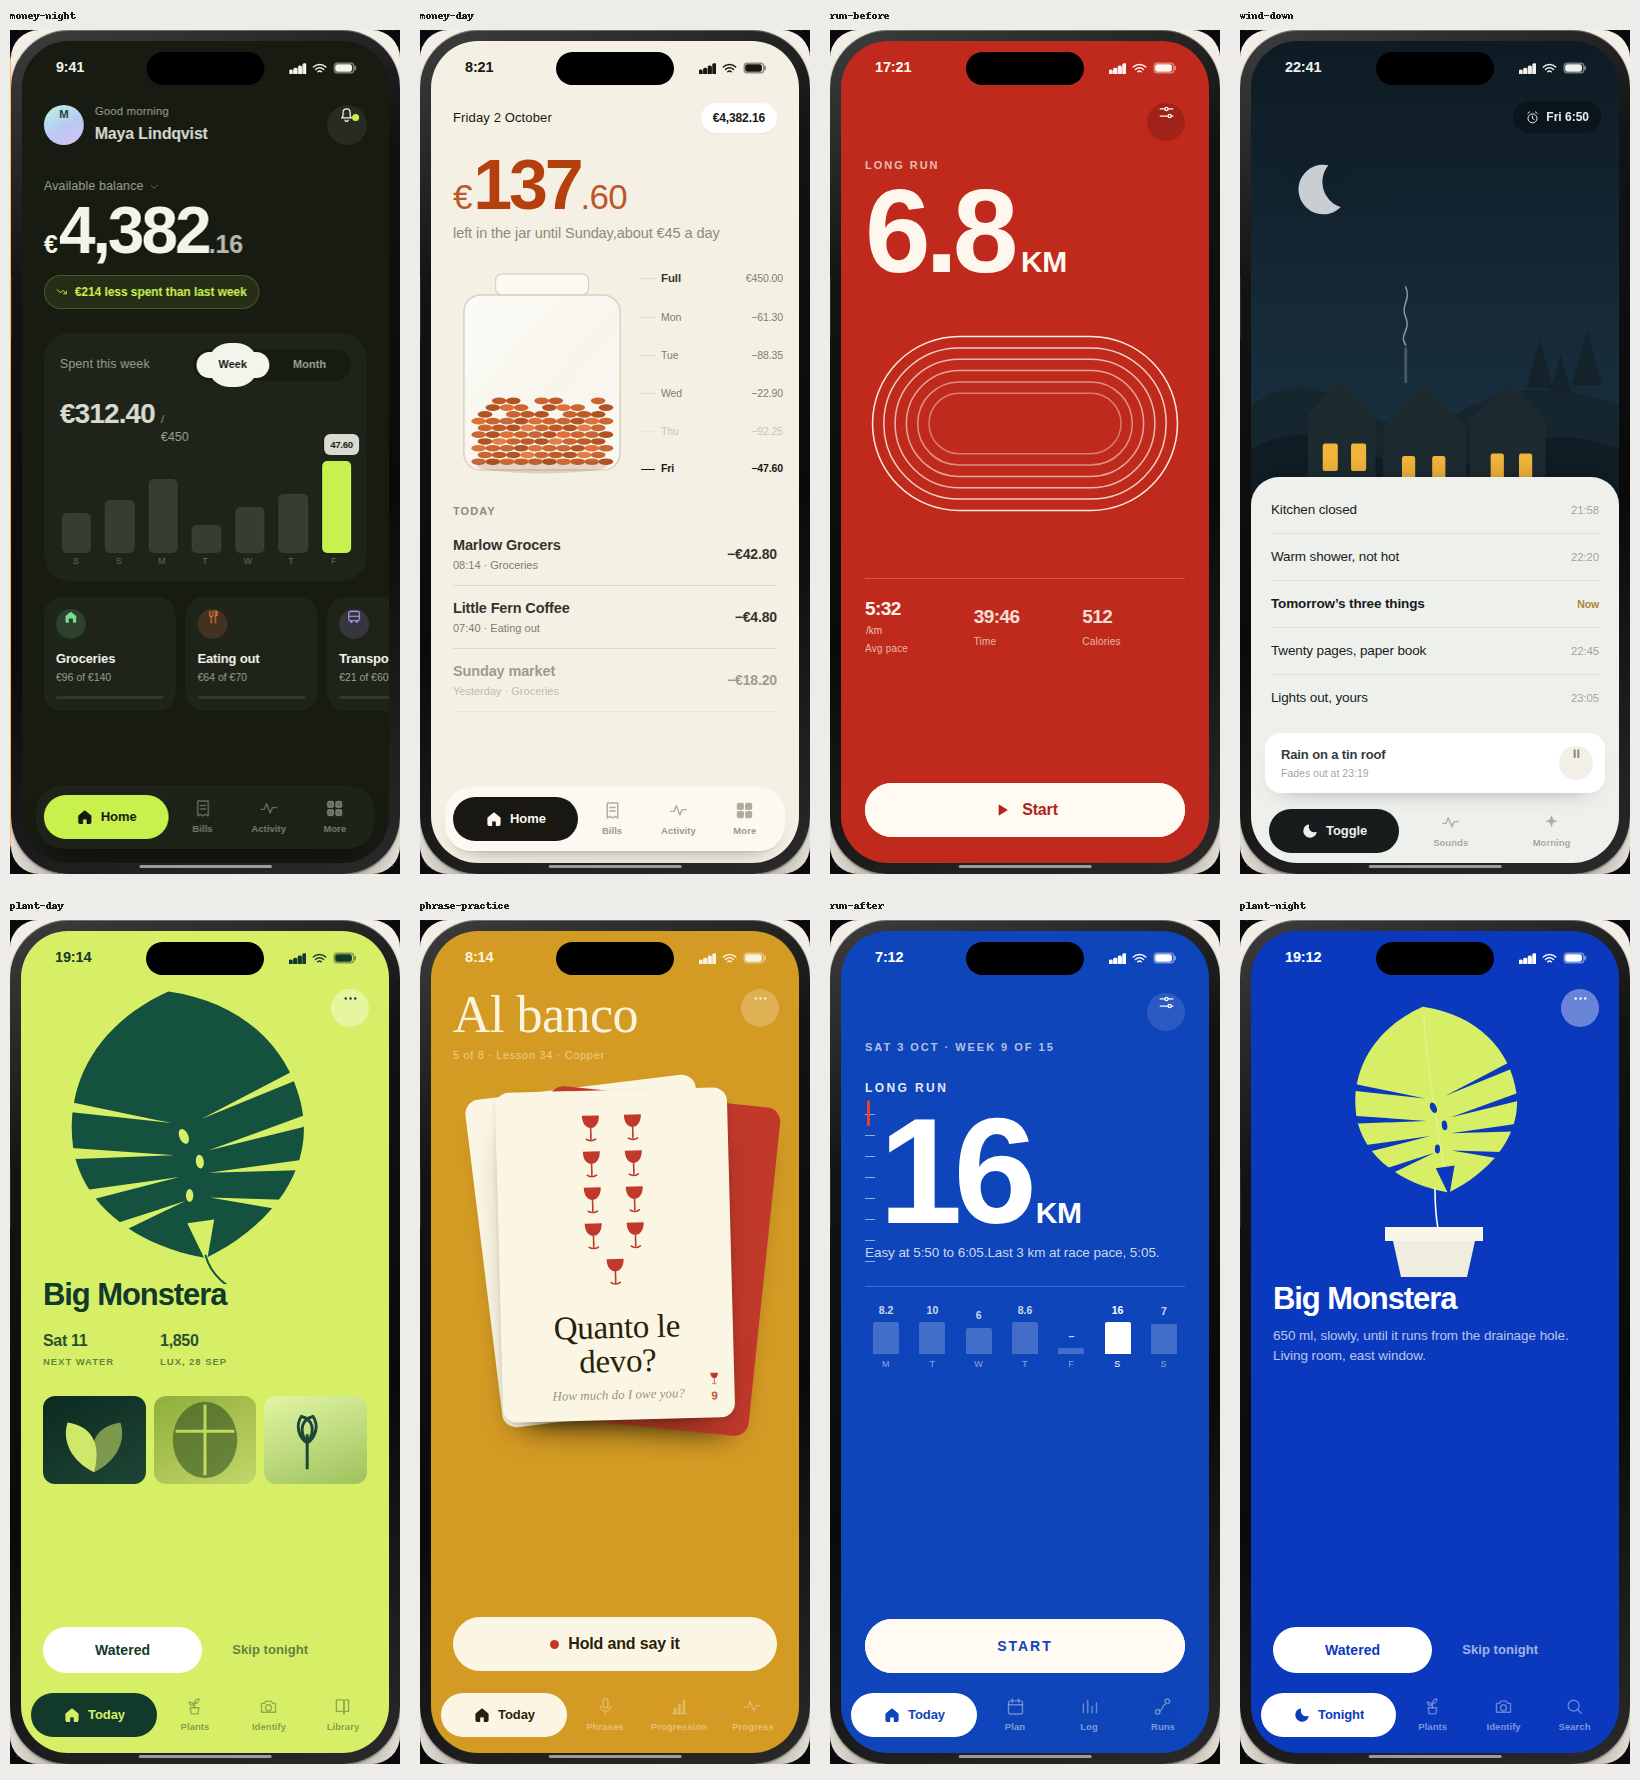 money-night
9:41
M
Good morning
Maya Lindqvist
Available balance
€4,382.16
€214 less spent than last week
Spent this week
Week
Month
€312.40 /
€450
47.60
S S M T W T F
Groceries
€96 of €140
Eating out
€64 of €70
Transpo
€21 of €60
Home
Bills
Activity
More
money-day
8:21
Friday 2 October
€4,382.16
€137.60
left in the jar until Sunday,about €45 a day
Full €450.00
Mon −61.30
Tue −88.35
Wed −22.90
Thu −92.25
Fri −47.60
TODAY
Marlow Grocers
08:14 · Groceries
−€42.80
Little Fern Coffee
07:40 · Eating out
−€4.80
Sunday market
Yesterday · Groceries
−€18.20
Home
Bills
Activity
More
run-before
17:21
LONG RUN
6.8 KM
5:32
/km
Avg pace
39:46
Time
512
Calories
Start
wind-down
22:41
Fri 6:50
Kitchen closed 21:58
Warm shower, not hot 22:20
Tomorrow's three things Now
Twenty pages, paper book 22:45
Lights out, yours 23:05
Rain on a tin roof
Fades out at 23:19
Toggle
Sounds
Morning
plant-day
19:14
Big Monstera
Sat 11
NEXT WATER
1,850
LUX, 28 SEP
Watered
Skip tonight
Today
Plants
Identify
Library
phrase-practice
8:14
Al banco
5 of 8 · Lesson 34 · Copper
Quanto le
devo?
How much do I owe you?
9
Hold and say it
Today
Phrases
Progression
Progress
run-after
7:12
SAT 3 OCT · WEEK 9 OF 15
LONG RUN
16 KM
Easy at 5:50 to 6:05.Last 3 km at race pace, 5:05.
8.2 10 6 8.6 – 16 7
M T W T F S S
START
Today
Plan
Log
Runs
plant-night
19:12
Big Monstera
650 ml, slowly, until it runs from the drainage hole.
Living room, east window.
Watered
Skip tonight
Tonight
Plants
Identify
Search